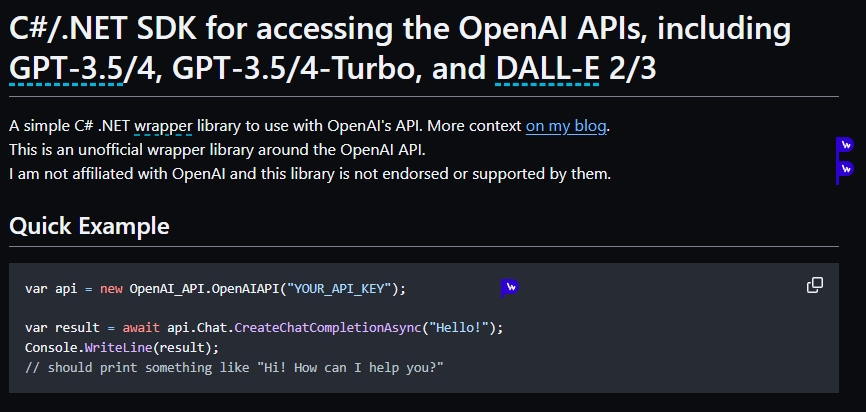 C#/.NET SDK for accessing the OpenAI APIs, including
GPT-3.5/4, GPT-3.5/4-Turbo, and DALL-E 2/3
A simple C# .NET wrapper library to use with OpenAI's API. More context on my blog.
This is an unofficial wrapper library around the OpenAI API.
I am not affiliated with OpenAI and this library is not endorsed or supported by them.
Quick Example
var api = new OpenAI_API.OpenAIAPI("YOUR_API_KEY");
var result = await api.Chat.CreateChatCompletionAsync("Hello!");
Console.WriteLine(result);
// should print something like "Hi! How can I help you?"